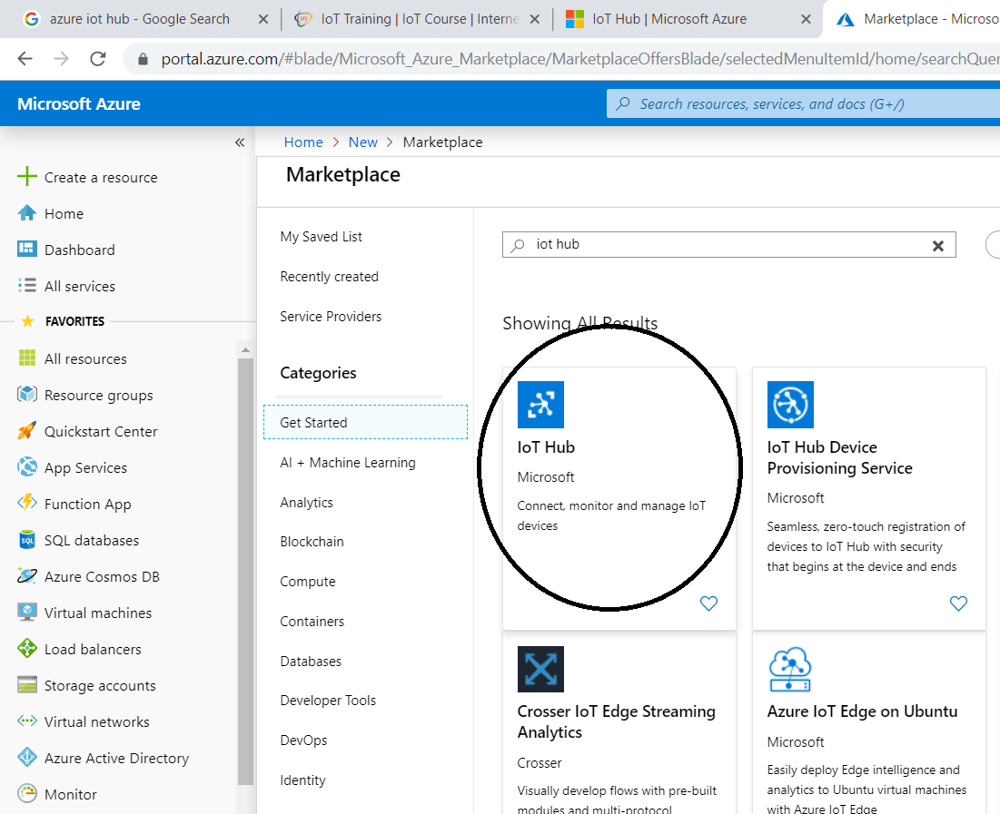 azure iot hub - Google Search
IoT Training | IoT Course | Interne
IoT Hub | Microsoft Azure
Marketplace - Microso
portal.azure.com/#blade/Microsoft_Azure_Marketplace/MarketplaceOffersBlade/selectedMenuItemId/home/searchQuer
Microsoft Azure
Search resources, services, and docs (G+/)
«
Create a resource
Home
Dashboard
All services
FAVORITES
All resources
Resource groups
Quickstart Center
App Services
Function App
SQL databases
Azure Cosmos DB
Virtual machines
Load balancers
Storage accounts
Virtual networks
Azure Active Directory
Monitor
Home > New > Marketplace
Marketplace
My Saved List
Recently created
Service Providers
Categories
Get Started
AI + Machine Learning
Analytics
Blockchain
Compute
Containers
Databases
Developer Tools
DevOps
Identity
iot hub
Showing All Results
IoT Hub
Microsoft
Connect, monitor and manage IoT
devices
IoT Hub Device
Provisioning Service
Microsoft
Seamless, zero-touch registration of
devices to IoT Hub with security
that begins at the device and ends
Crosser IoT Edge Streaming
Analytics
Crosser
Visually develop flows with pre-built
modules and multi-protocol
Azure IoT Edge on Ubuntu
Microsoft
Easily deploy Edge intelligence and
analytics to Ubuntu virtual machines
with Azure IoT Edge